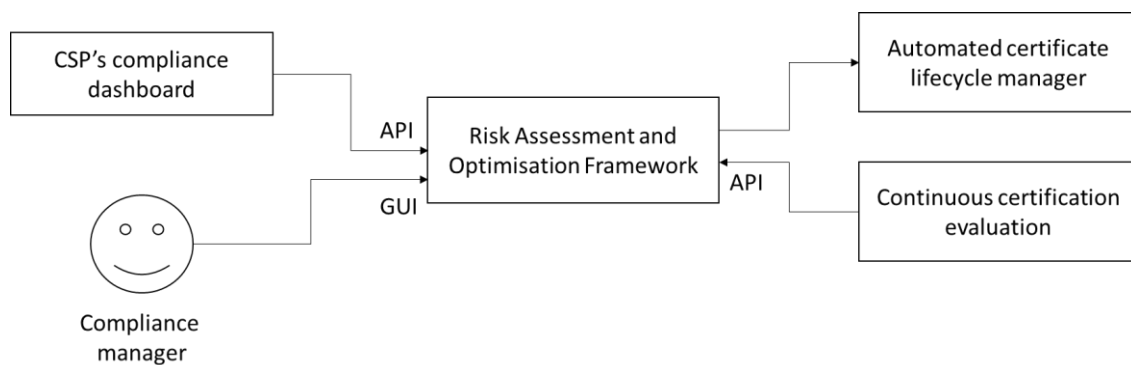 CSP’s compliance
dashboard
Compliance
manager
API
GUI
Risk Assessment and
Optimisation Framework
API
Automated certificate
lifecycle manager
Continuous certification
evaluation